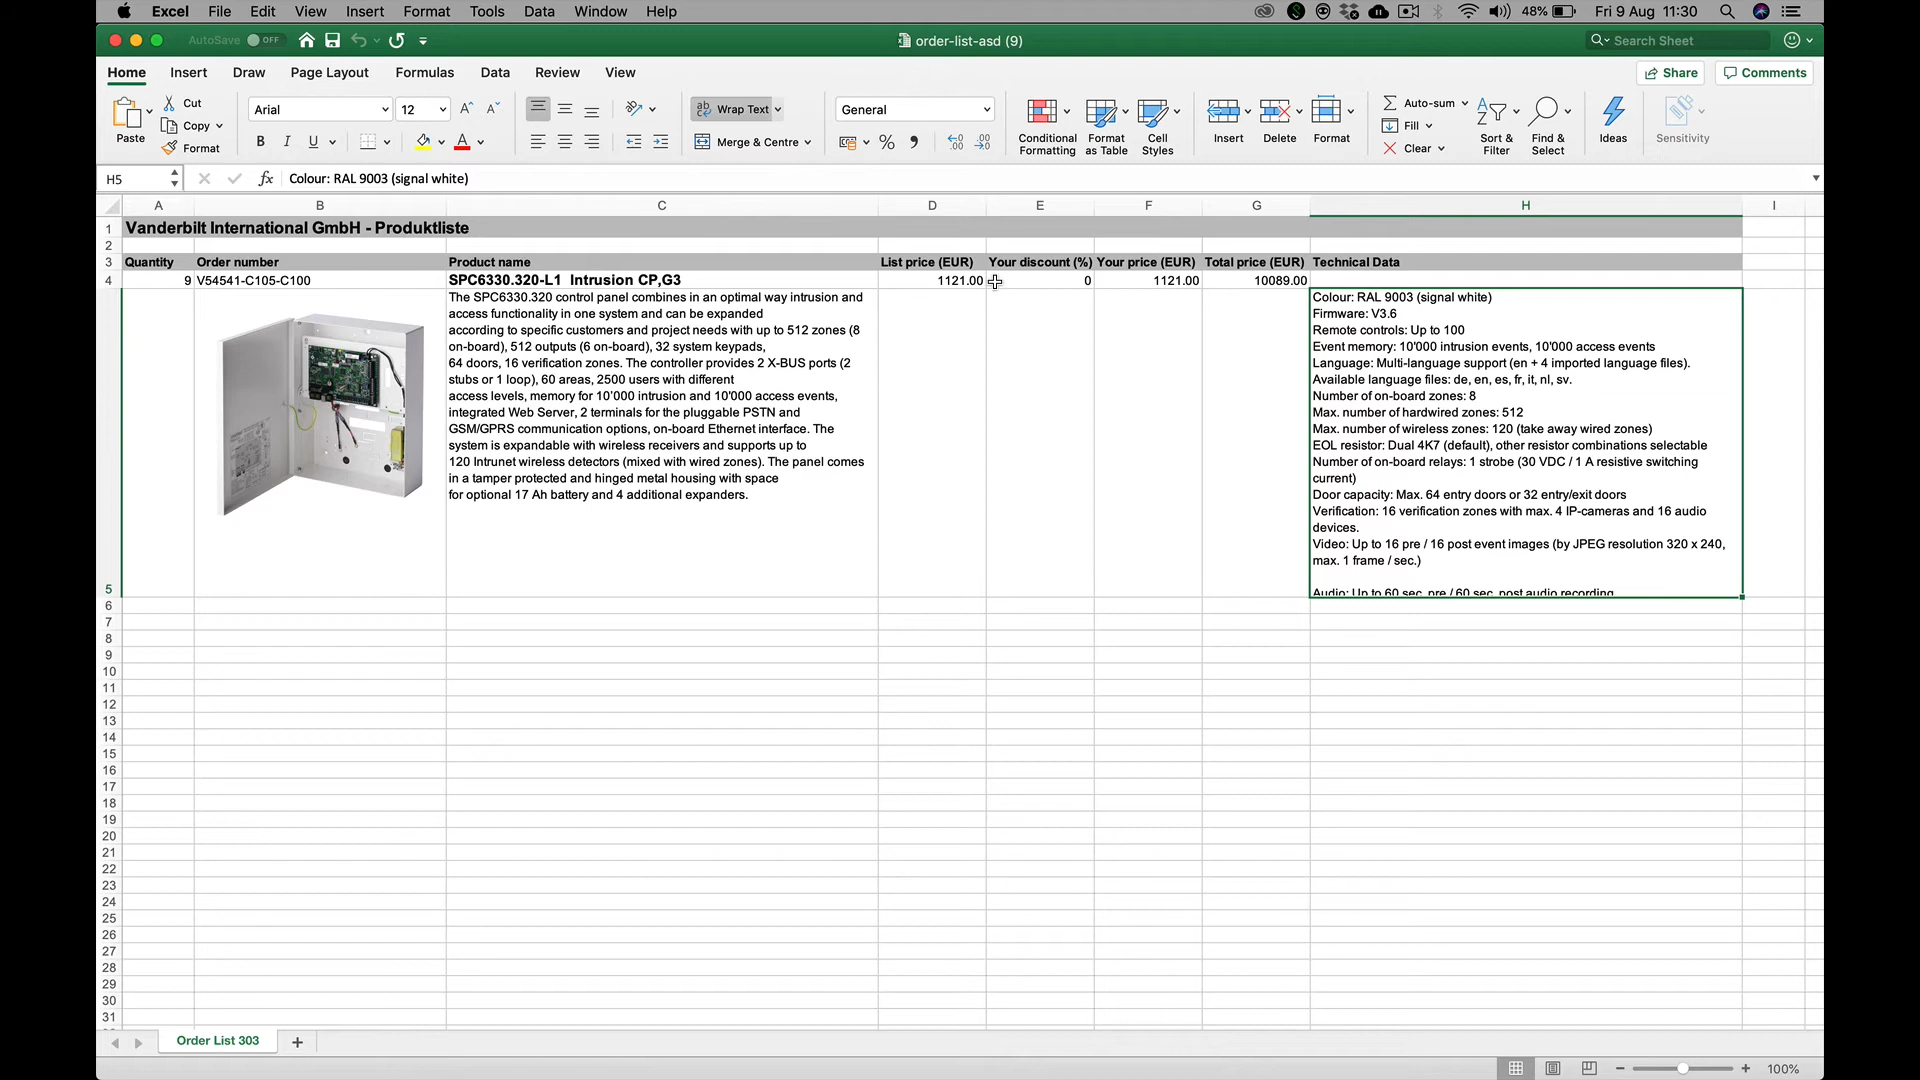 Excel File Edit View Insert Format Tools Data Window Help 48% Fri 9 Aug 11:30
AutoSave OFF order-list-asd (9) Search Sheet
Home Insert Draw Page Layout Formulas Data Review View Share Comments
Paste Cut Copy Format Arial 12 B I U A Wrap Text Merge & Centre General % Conditional Formatting Format as Table Cell Styles Insert Delete Format Auto-sum Fill Clear Sort & Filter Find & Select Ideas Sensitivity
H5 fx Colour: RAL 9003 (signal white)
A B C D E F G H I
1 Vanderbilt International GmbH - Produktliste
2
3 Quantity Order number Product name List price (EUR) Your discount (%) Your price (EUR) Total price (EUR) Technical Data
4 9 V54541-C105-C100 SPC6330.320-L1 Intrusion CP,G3 1121.00 0 1121.00 10089.00
The SPC6330.320 control panel combines in an optimal way intrusion and
access functionality in one system and can be expanded
according to specific customers and project needs with up to 512 zones (8
on-board), 512 outputs (6 on-board), 32 system keypads,
64 doors, 16 verification zones. The controller provides 2 X-BUS ports (2
stubs or 1 loop), 60 areas, 2500 users with different
access levels, memory for 10'000 intrusion and 10'000 access events,
integrated Web Server, 2 terminals for the pluggable PSTN and
GSM/GPRS communication options, on-board Ethernet interface. The
system is expandable with wireless receivers and supports up to
120 Intrunet wireless detectors (mixed with wired zones). The panel comes
in a tamper protected and hinged metal housing with space
for optional 17 Ah battery and 4 additional expanders.
Colour: RAL 9003 (signal white)
Firmware: V3.6
Remote controls: Up to 100
Event memory: 10'000 intrusion events, 10'000 access events
Language: Multi-language support (en + 4 imported language files).
Available language files: de, en, es, fr, it, nl, sv.
Number of on-board zones: 8
Max. number of hardwired zones: 512
Max. number of wireless zones: 120 (take away wired zones)
EOL resistor: Dual 4K7 (default), other resistor combinations selectable
Number of on-board relays: 1 strobe (30 VDC / 1 A resistive switching
current)
Door capacity: Max. 64 entry doors or 32 entry/exit doors
Verification: 16 verification zones with max. 4 IP-cameras and 16 audio
devices.
Video: Up to 16 pre / 16 post event images (by JPEG resolution 320 x 240,
max. 1 frame / sec.)
Audio: Up to 60 sec. pre / 60 sec. post audio recording
5
6
7
8
9
10
11
12
13
14
15
16
17
18
19
20
21
22
23
24
25
26
27
28
29
30
31
Order List 303
100%